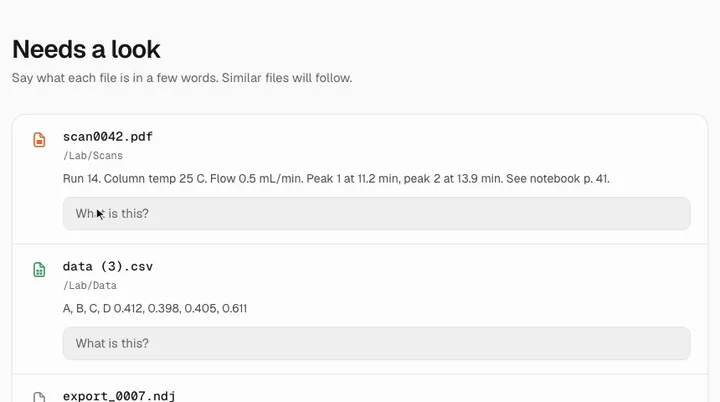 Needs a look
Say what each file is in a few words. Similar files will follow.
scan0042.pdf
/Lab/Scans
Run 14. Column temp 25 C. Flow 0.5 mL/min. Peak 1 at 11.2 min, peak 2 at 13.9 min. See notebook p. 41.
What is this?
data (3).csv
/Lab/Data
A, B, C, D 0.412, 0.398, 0.405, 0.611
What is this?
export_0007.ndj